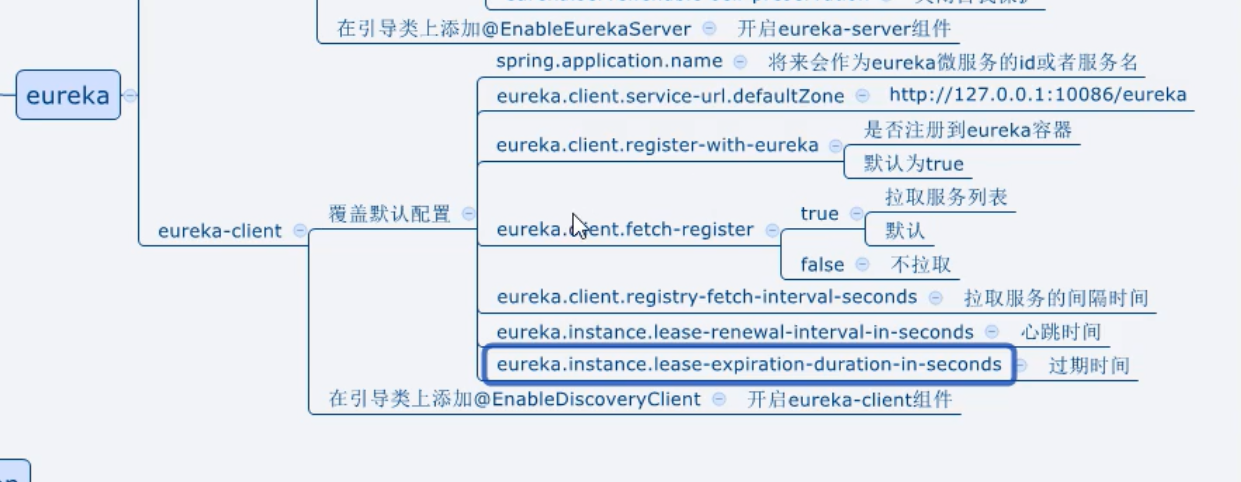 在引导类上添加@EnableEurekaServer 开启eureka-server组件
spring.application.name 将来会作为eureka微服务的id或者服务名
eureka
eureka.client.service-url.defaultZone http://127.0.0.1:10086/eureka
是否注册到eureka容器
eureka.client.register-with-eureka
默认为true
拉取服务列表
覆盖默认配置
true
eureka-client
eureka.client.fetch-register
默认
false 不拉取
eureka.client.registry-fetch-interval-seconds 拉取服务的间隔时间
eureka.instance.lease-renewal-interval-in-seconds 心跳时间
eureka.instance.lease-expiration-duration-in-seconds 过期时间
在引导类上添加@EnableDiscoveryClient 开启eureka-client组件